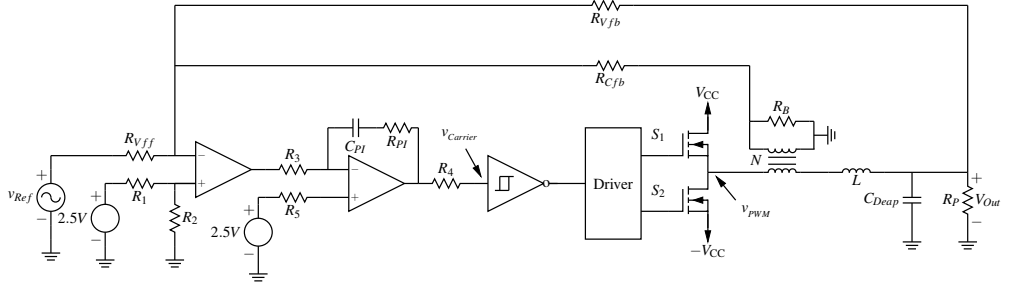 R_Vfb
R_Cfb
V_CC
R_B
S_1
N
v_Carrier
R_Vff
C_PI
R_PI
R_3
R_4
v_Ref
R_1
2.5V
R_2
2.5V
R_5
Driver
S_2
v_PWM
L
C_Deap
R_P
V_Out
−V_CC
+
−
+
−
+
−
−
+
−
+
+
−